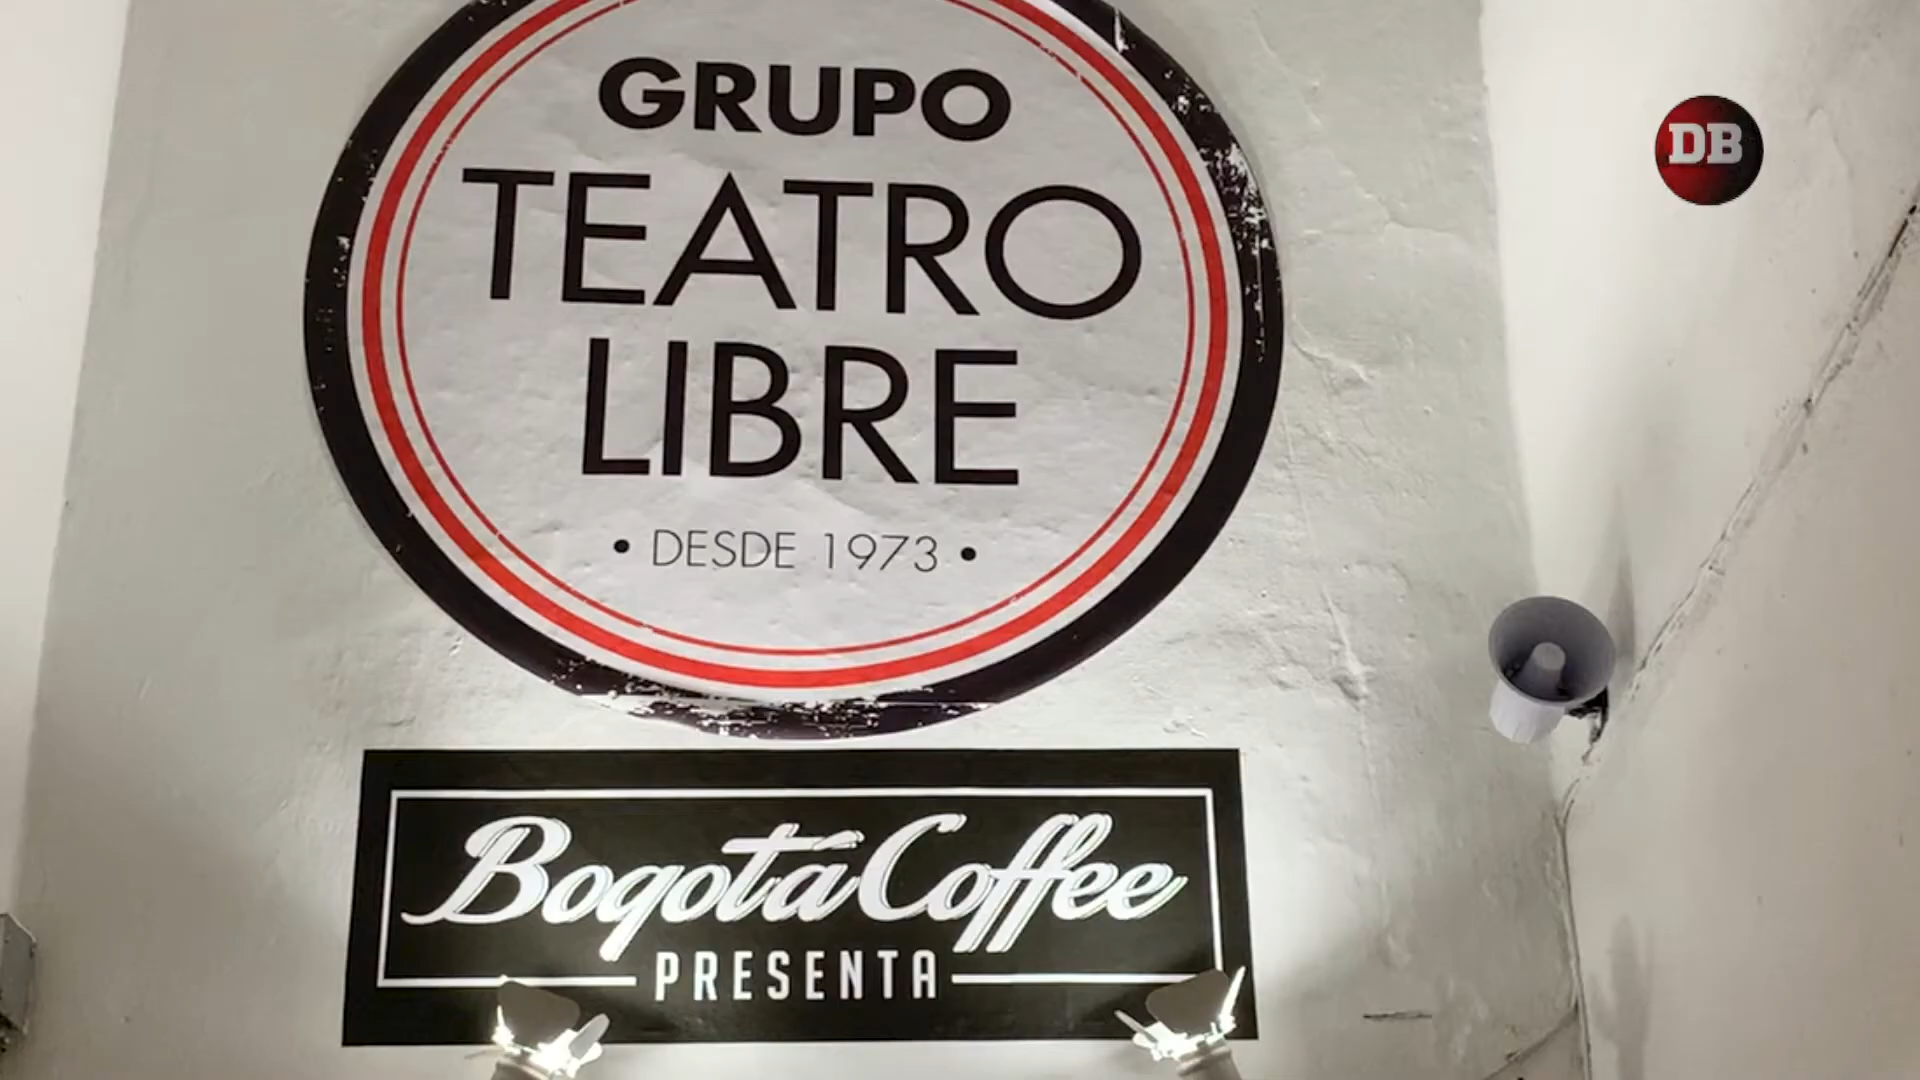 GRUPO
TEATRO
LIBRE
• DESDE 1973 •
Bogotá Coffee
PRESENTA
DB